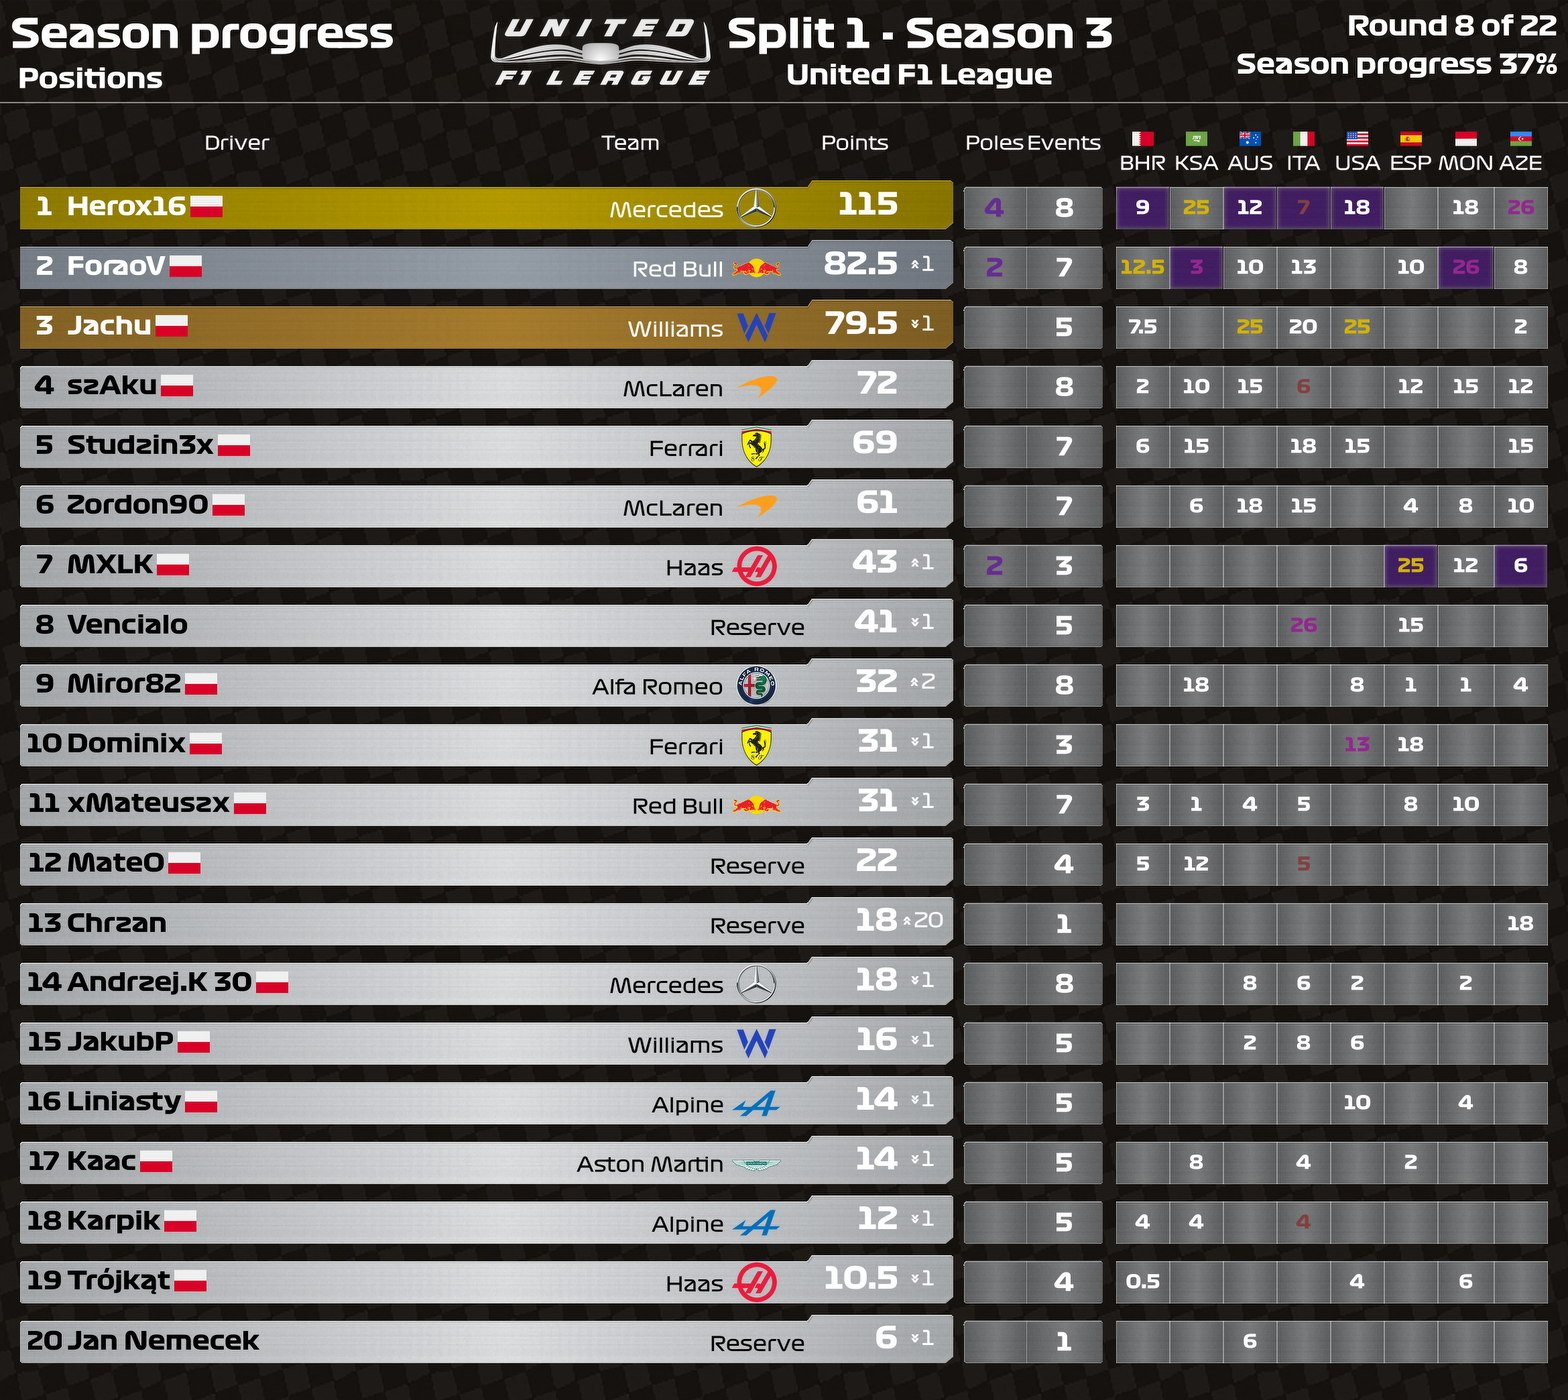 Season progress
Positions
UNITED
F1 LEAGUE
Split 1 - Season 3
United F1 League
Round 8 of 22
Season progress 37%
Driver Team Points Poles Events BHR KSA AUS ITA USA ESP MON AZE
1 Herox16 Mercedes 115 4 8 9 25 12 7 18 18 26
2 ForaoV Red Bull 82.5 1 2 7 12.5 3 10 13 10 26 8
3 Jachu Williams 79.5 1 5 7.5 25 20 25 2
4 szAku McLaren 72 8 2 10 15 6 12 15 12
5 Studzin3x Ferrari 69 7 6 15 18 15 15
6 Zordon90 McLaren 61 7 6 18 15 4 8 10
7 MXLK Haas 43 1 2 3 25 12 6
8 Vencialo Reserve 41 1 5 26 15
9 Miror82 Alfa Romeo 32 2 8 18 8 1 1 4
10 Dominix Ferrari 31 1 3 13 18
11 xMateuszx Red Bull 31 1 7 3 1 4 5 8 10
12 MateO Reserve 22 4 5 12 5
13 Chrzan Reserve 18 20 1 18
14 Andrzej.K 30 Mercedes 18 1 8 8 6 2 2
15 JakubP Williams 16 1 5 2 8 6
16 Liniasty Alpine 14 1 5 10 4
17 Kaac Aston Martin 14 1 5 8 4 2
18 Karpik Alpine 12 1 5 4 4 4
19 Trójkąt Haas 10.5 1 4 0.5 4 6
20 Jan Nemecek Reserve 6 1 1 6